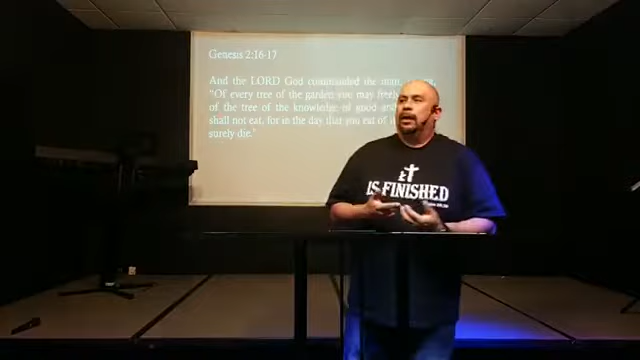 Genesis 2:16-17
And the LORD God commanded the man,
"Of every tree of the garden you may freely
of the tree of the knowledge of good and
shall not eat, for in the day that you eat of
surely die."
IT
IS FINISHED